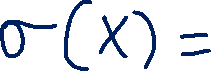 σ(X) =